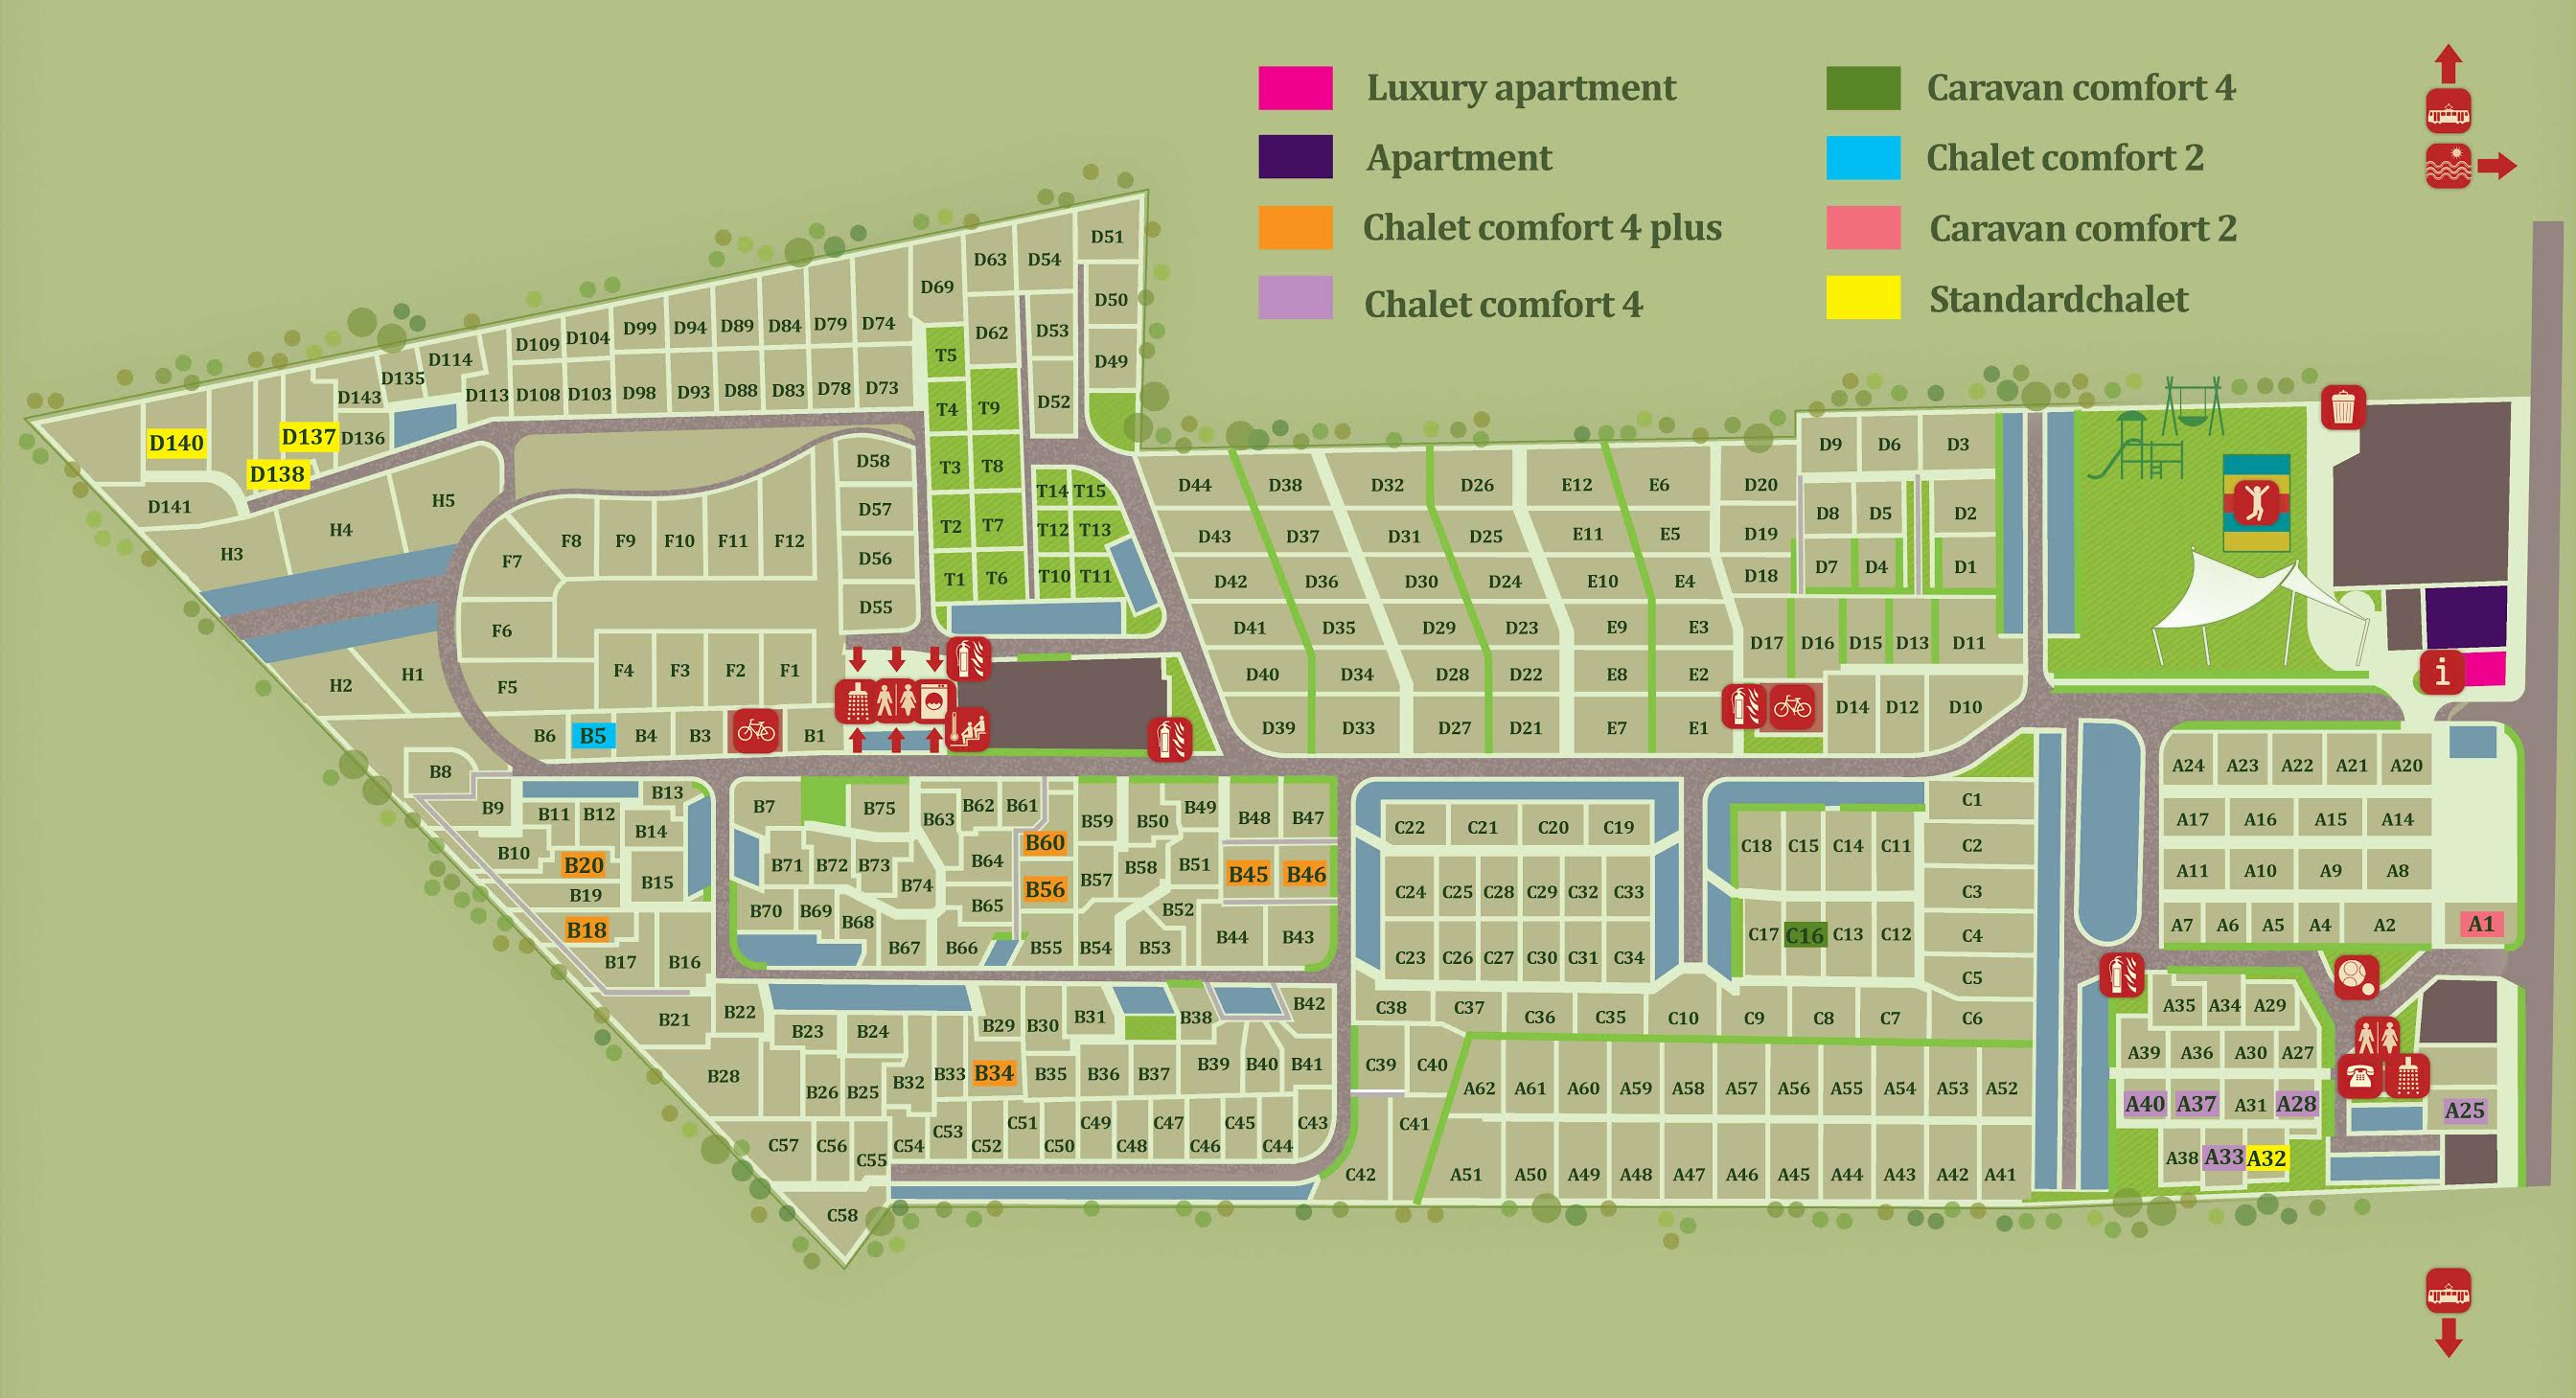 Luxury apartment
Apartment
Chalet comfort 4 plus
Chalet comfort 4
Caravan comfort 4
Chalet comfort 2
Caravan comfort 2
Standardchalet
D51
D63 D54
D69 D50
D62 D53
D109 D104 D99 D94 D89 D84 D79 D74
D114 T5 D49
D143 D135 D113 D108 D103 D98 D93 D88 D83 D78 D73
T4 T9 D52
D140 D137 D136
D138
D58 T3 T8
D141 H5 D57 T14 T15
H3 H4 T2 T7 T12 T13
F7 F8 F9 F10 F11 F12 D56
T1 T6 T10 T11
F6 D55
H2 H1 F5 F4 F3 F2 F1
B6 B5 B4 B3 B1
D44 D38 D32 D26 E12 E6 D20
D43 D37 D31 D25 E11 E5 D19
D42 D36 D30 D24 E10 E4 D18
D41 D35 D29 D23 E9 E3
D40 D34 D28 D22 E8 E2
D39 D33 D27 D21 E7 E1
D9 D6 D3
D8 D5 D2
D7 D4 D1
D17 D16 D15 D13 D11
D14 D12 D10
i
B8 B9 B13
B11 B12 B14
B10 B20 B15
B19
B18
B17 B16
B21 B22
B7 B75 B63 B62 B61 B59 B50 B49 B48 B47
B60
B71 B72 B73 B74 B64 B56 B57 B58 B51 B45 B46
B70 B69 B68 B65 B52
B67 B66 B55 B54 B53 B44 B43
B23 B24 B29 B30 B31 B38 B42
B28 B26 B25 B32 B33 B34 B35 B36 B37 B39 B40 B41
C57 C56 C55 C54 C53 C52 C51 C50 C49 C48 C47 C46 C45 C44 C43
C58
C22 C21 C20 C19
C24 C25 C28 C29 C32 C33
C23 C26 C27 C30 C31 C34
C18 C15 C14 C11
C17 C16 C13 C12
C1
C2
C3
C4
C5
C38 C37 C36 C35 C10 C9 C8 C7 C6
C39 C40
C41
C42
A62 A61 A60 A59 A58 A57 A56 A55 A54 A53 A52
A51 A50 A49 A48 A47 A46 A45 A44 A43 A42 A41
A24 A23 A22 A21 A20
A17 A16 A15 A14
A11 A10 A9 A8
A7 A6 A5 A4 A2 A1
A35 A34 A29
A39 A36 A30 A27
A40 A37 A31 A28 A25
A38 A33 A32